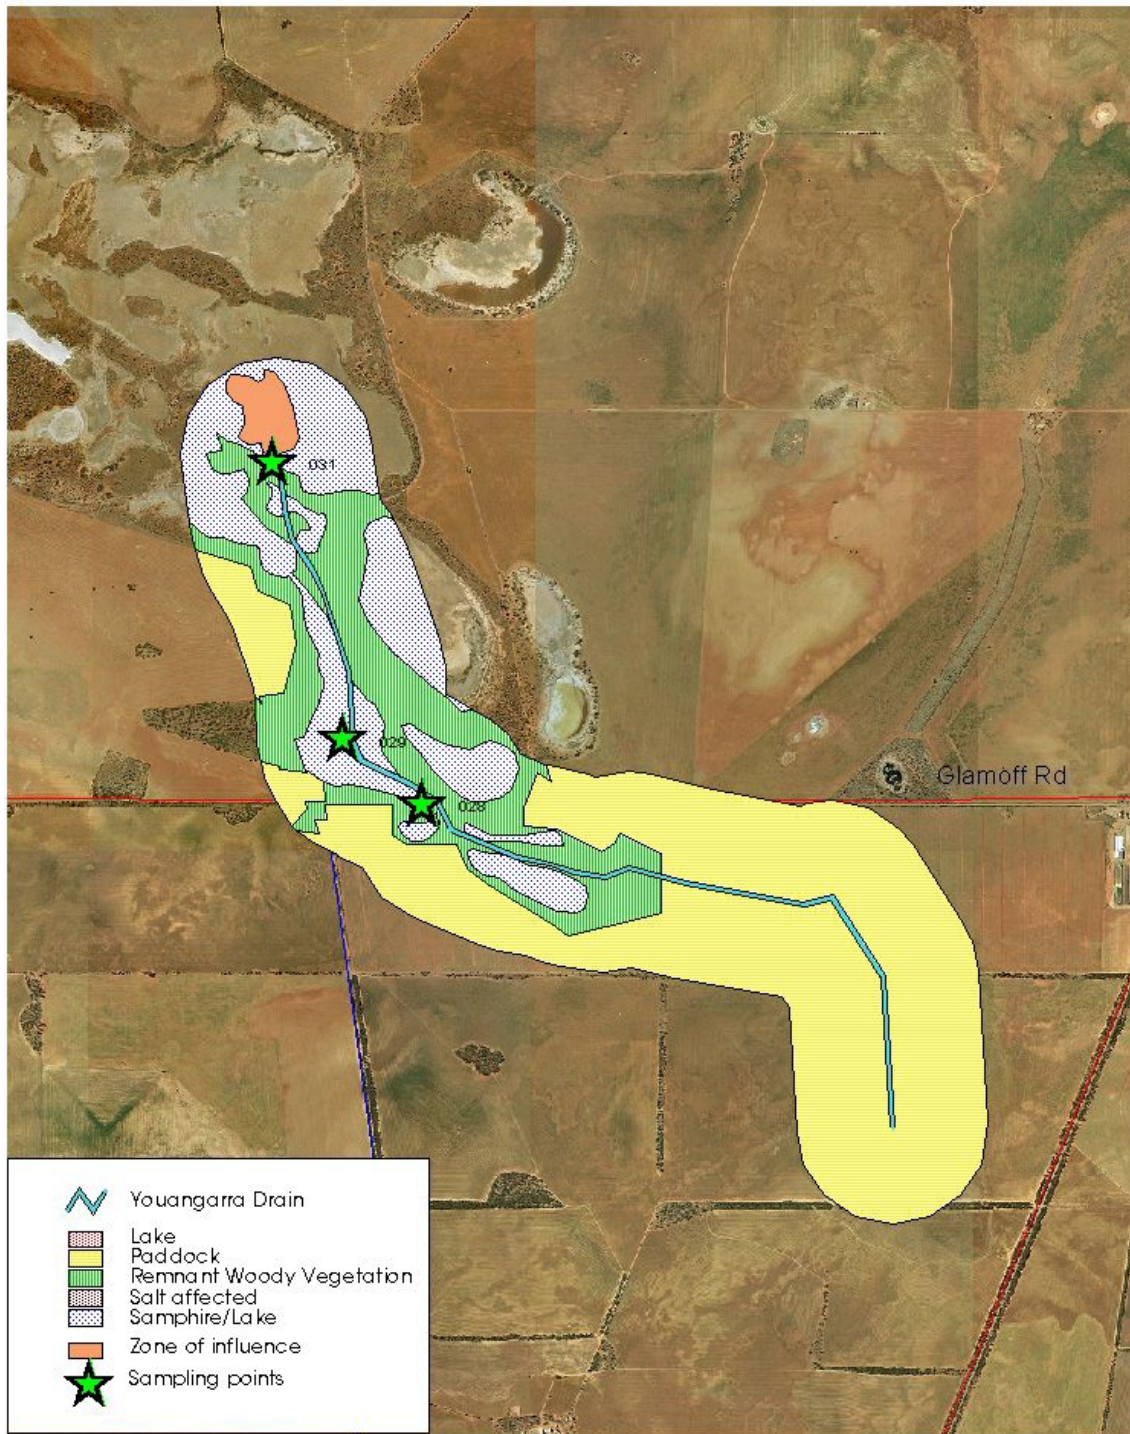 031
029
028
Glamoff Rd
Youangarra Drain
Lake
Paddock
Remnant Woody Vegetation
Salt affected
Samphire/Lake
Zone of influence
Sampling points